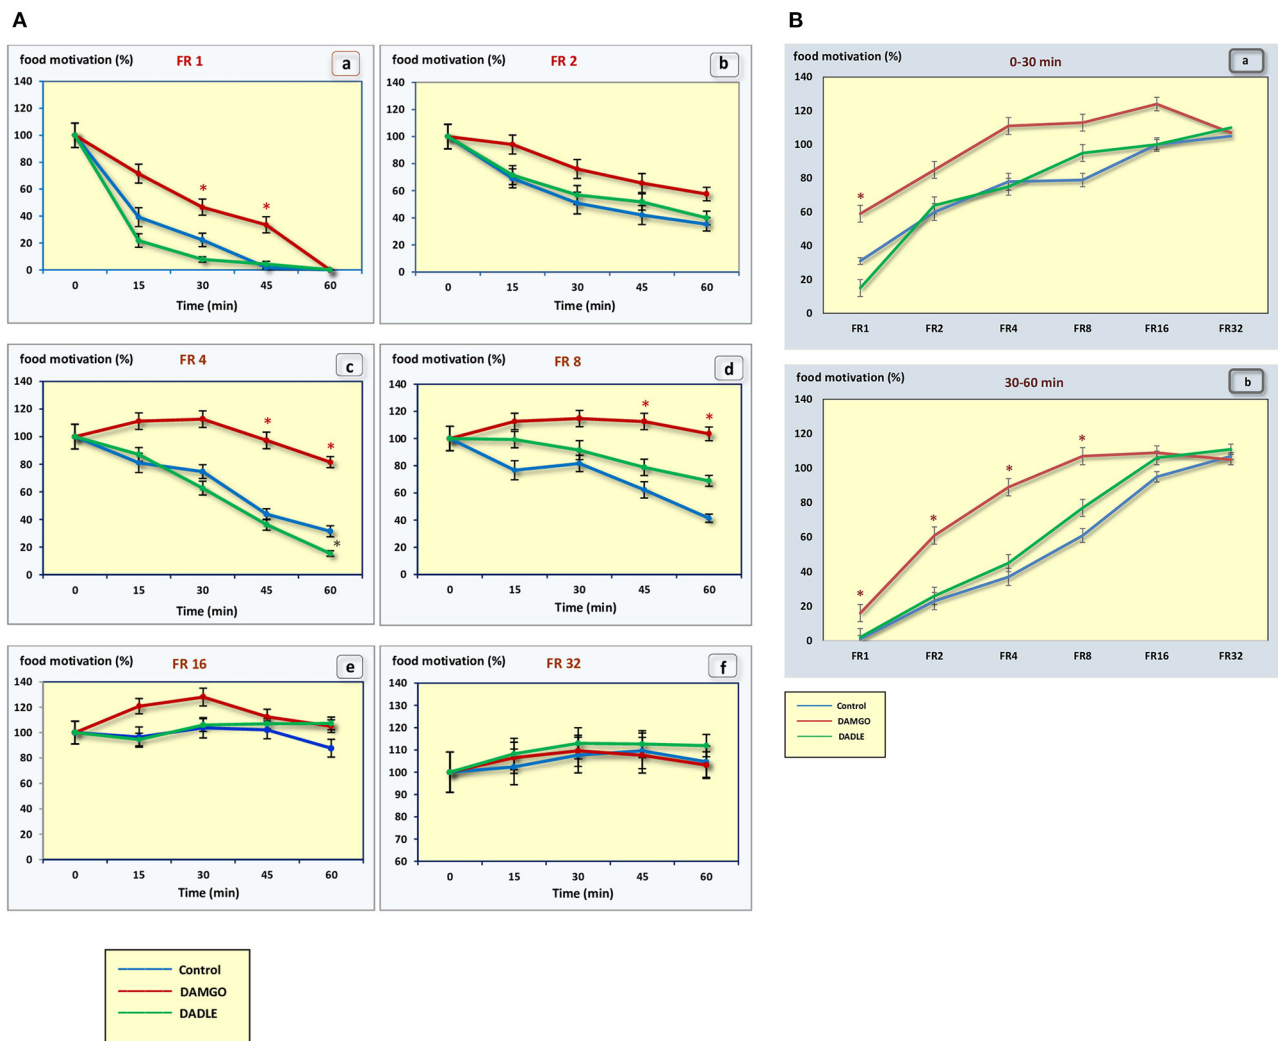 A
food motivation (%) FR 1 a
140
120
100
80
60
40
20
0
0 15 30 45 60
Time (min)
* *
food motivation (%) FR 2 b
140
120
100
80
60
40
20
0
0 15 30 45 60
Time (min)
food motivation (%) FR 4 c
140
120
100
80
60
40
20
0
0 15 30 45 60
Time (min)
* * *
food motivation (%) FR 8 d
140
120
100
80
60
40
20
0
0 15 30 45 60
Time (min)
* *
food motivation (%) FR 16 e
140
120
100
80
60
40
20
0
0 15 30 45 60
Time (min)
food motivation (%) FR 32 f
140
130
120
110
100
90
80
70
60
0 15 30 45 60
Time (min)
Control
DAMGO
DADLE
B
food motivation (%) 0-30 min a
140
120
100
80
60
40
20
0
FR1 FR2 FR4 FR8 FR16 FR32
*
food motivation (%) 30-60 min b
140
120
100
80
60
40
20
0
FR1 FR2 FR4 FR8 FR16 FR32
* * * *
Control
DAMGO
DADLE